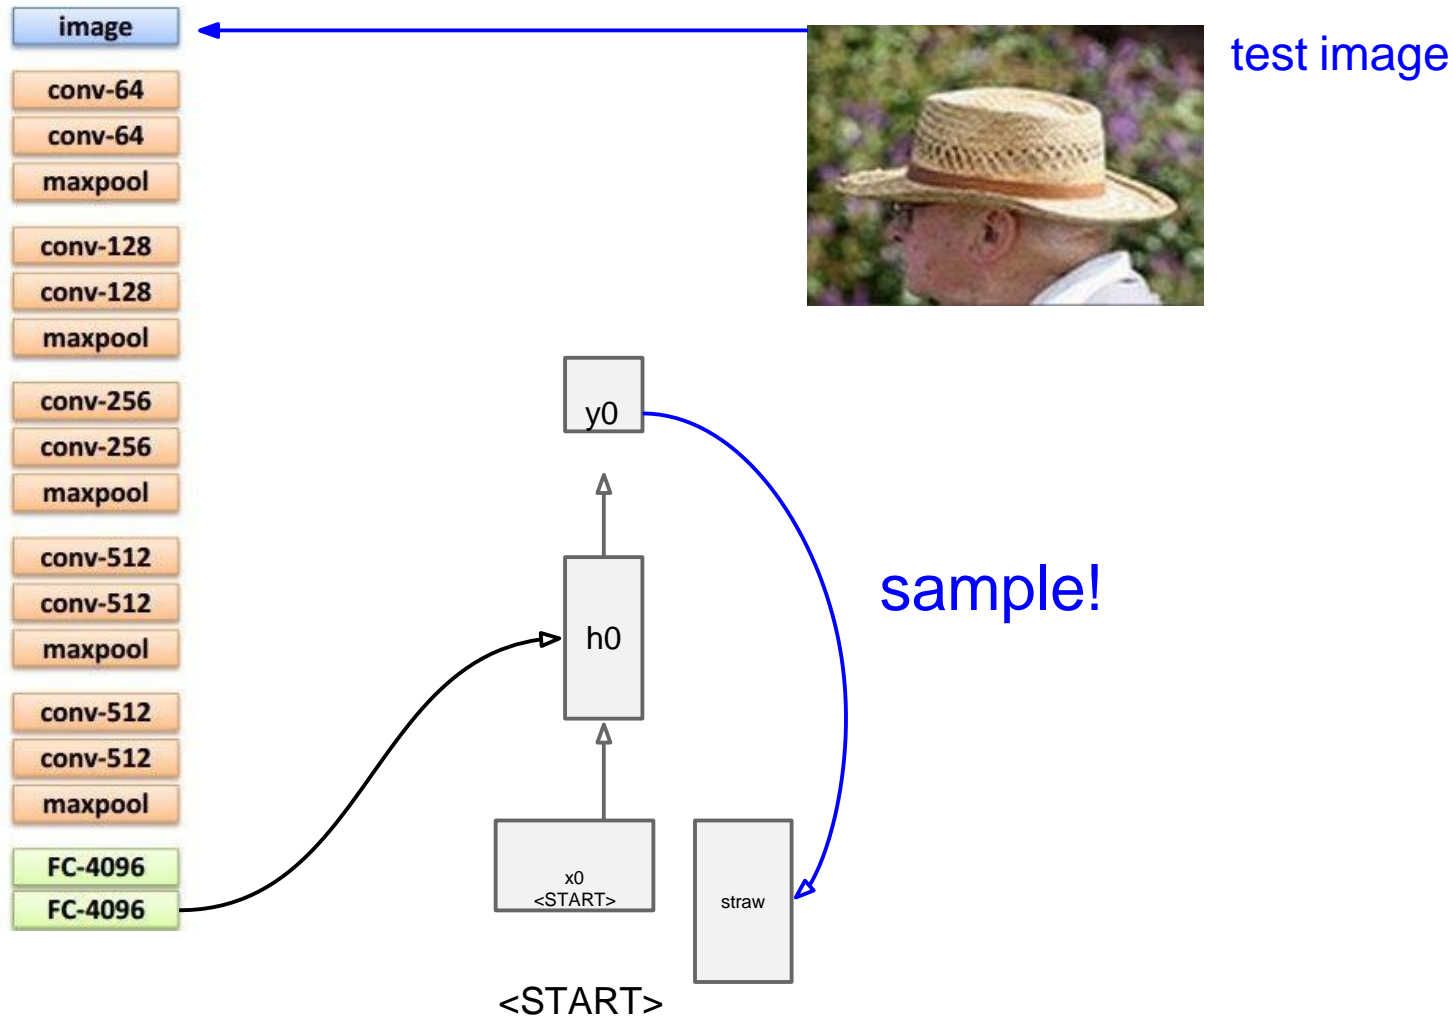 image
conv-64
conv-64
maxpool
conv-128
conv-128
maxpool
conv-256
conv-256
maxpool
conv-512
conv-512
maxpool
conv-512
conv-512
maxpool
FC-4096
FC-4096
test image
y0
sample!
h0
x0
<START>
straw
<START>